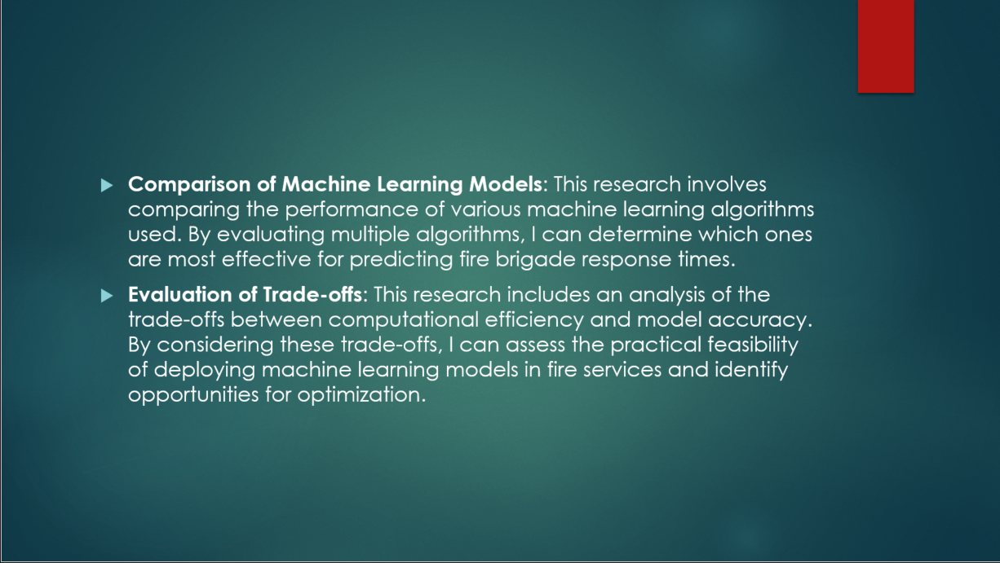 Comparison of Machine Learning Models: This research involves
comparing the performance of various machine learning algorithms
used. By evaluating multiple algorithms, I can determine which ones
are most effective for predicting fire brigade response times.
Evaluation of Trade-offs: This research includes an analysis of the
trade-offs between computational efficiency and model accuracy.
By considering these trade-offs, I can assess the practical feasibility
of deploying machine learning models in fire services and identify
opportunities for optimization.